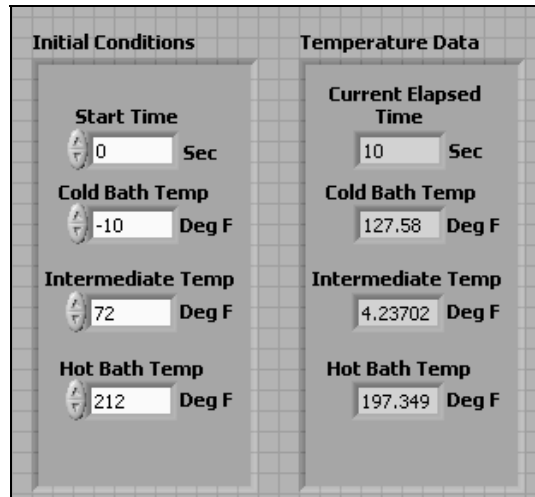 Initial Conditions
Start Time
0 Sec
Cold Bath Temp
-10 Deg F
Intermediate Temp
72 Deg F
Hot Bath Temp
212 Deg F
Temperature Data
Current Elapsed
Time
10 Sec
Cold Bath Temp
127.58 Deg F
Intermediate Temp
4.23702 Deg F
Hot Bath Temp
197.349 Deg F